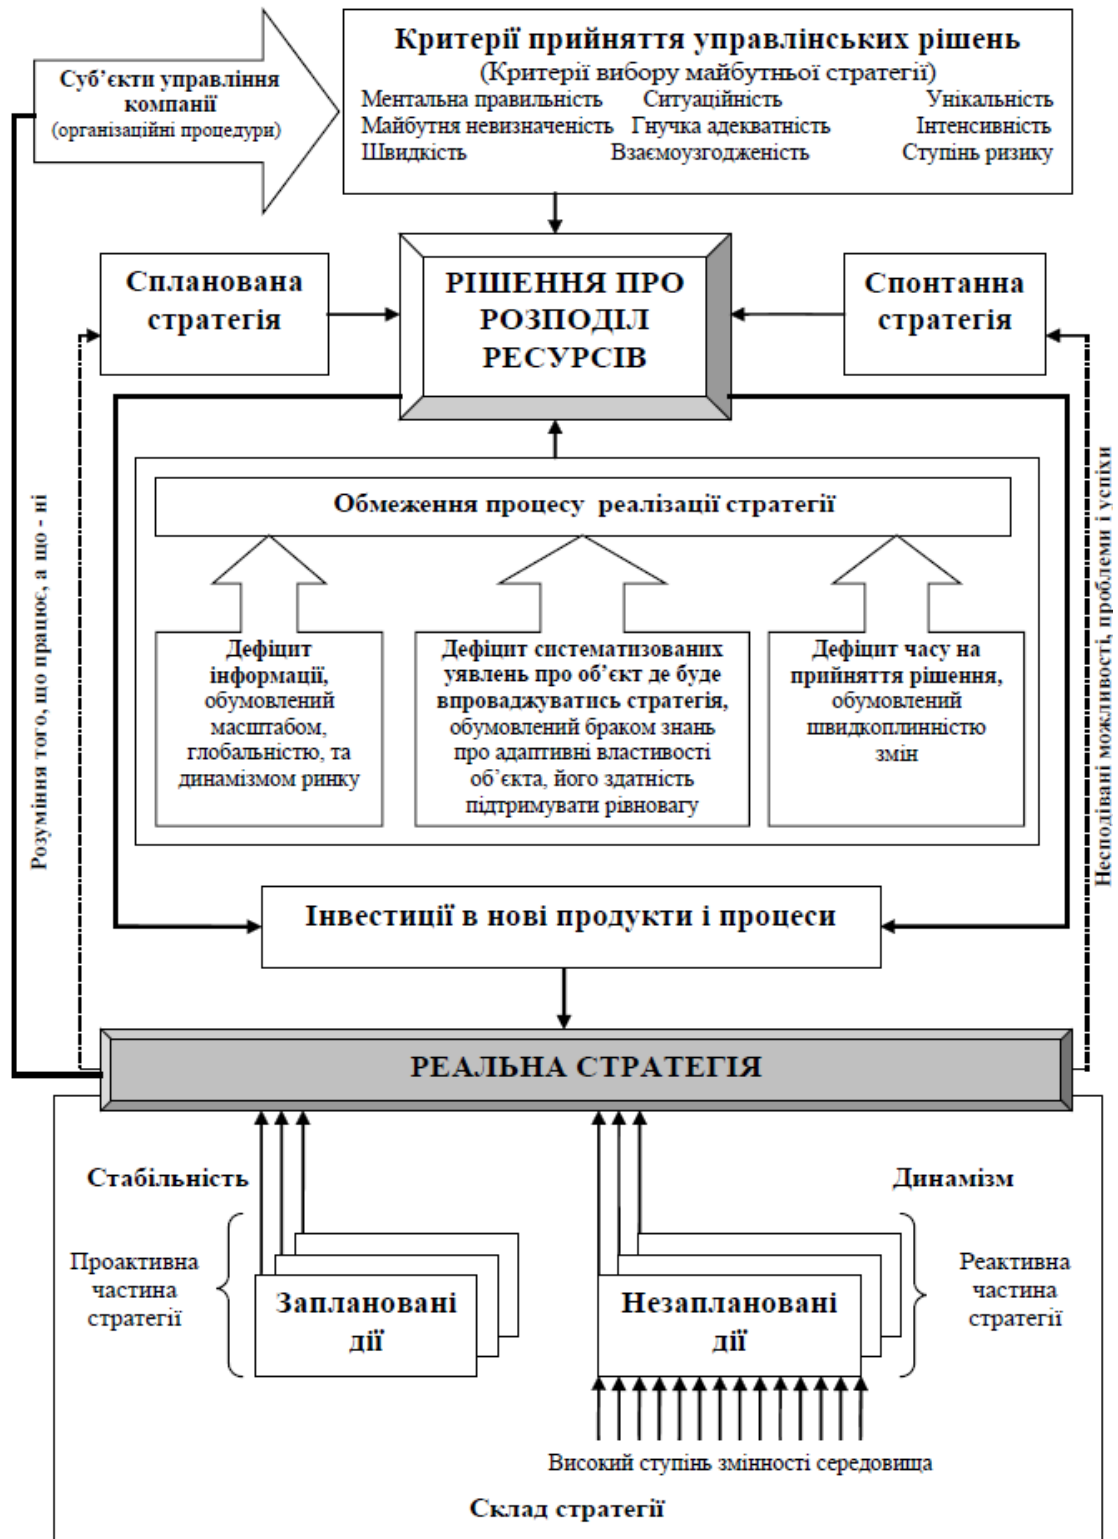 Суб’єкти управління
компанії
(організаційні процедури)
Критерії прийняття управлінських рішень
(Критерії вибору майбутньої стратегії)
Ментальна правильність Ситуаційність Унікальність
Майбутня невизначеність Гнучка адекватність Інтенсивність
Швидкість Взаємоузгодженість Ступінь ризику
Спланована
стратегія
РІШЕННЯ ПРО
РОЗПОДІЛ
РЕСУРСІВ
Спонтанна
стратегія
Розуміння того, що працює, а що - ні
Несподівані можливості, проблеми і успіхи
Обмеження процесу реалізації стратегії
Дефіцит
інформації,
обумовлений
масштабом,
глобальністю, та
динамізмом ринку
Дефіцит систематизованих
уявлень про об’єкт де буде
впроваджуватись стратегія,
обумовлений браком знань
про адаптивні властивості
об’єкта, його здатність
підтримувати рівновагу
Дефіцит часу на
прийняття рішення,
обумовлений
швидкоплинністю
змін
Інвестиції в нові продукти і процеси
РЕАЛЬНА СТРАТЕГІЯ
Стабільність
Динамізм
Проактивна
частина
стратегії
Заплановані
дії
Незаплановані
дії
Реактивна
частина
стратегії
Високий ступінь змінності середовища
Склад стратегії